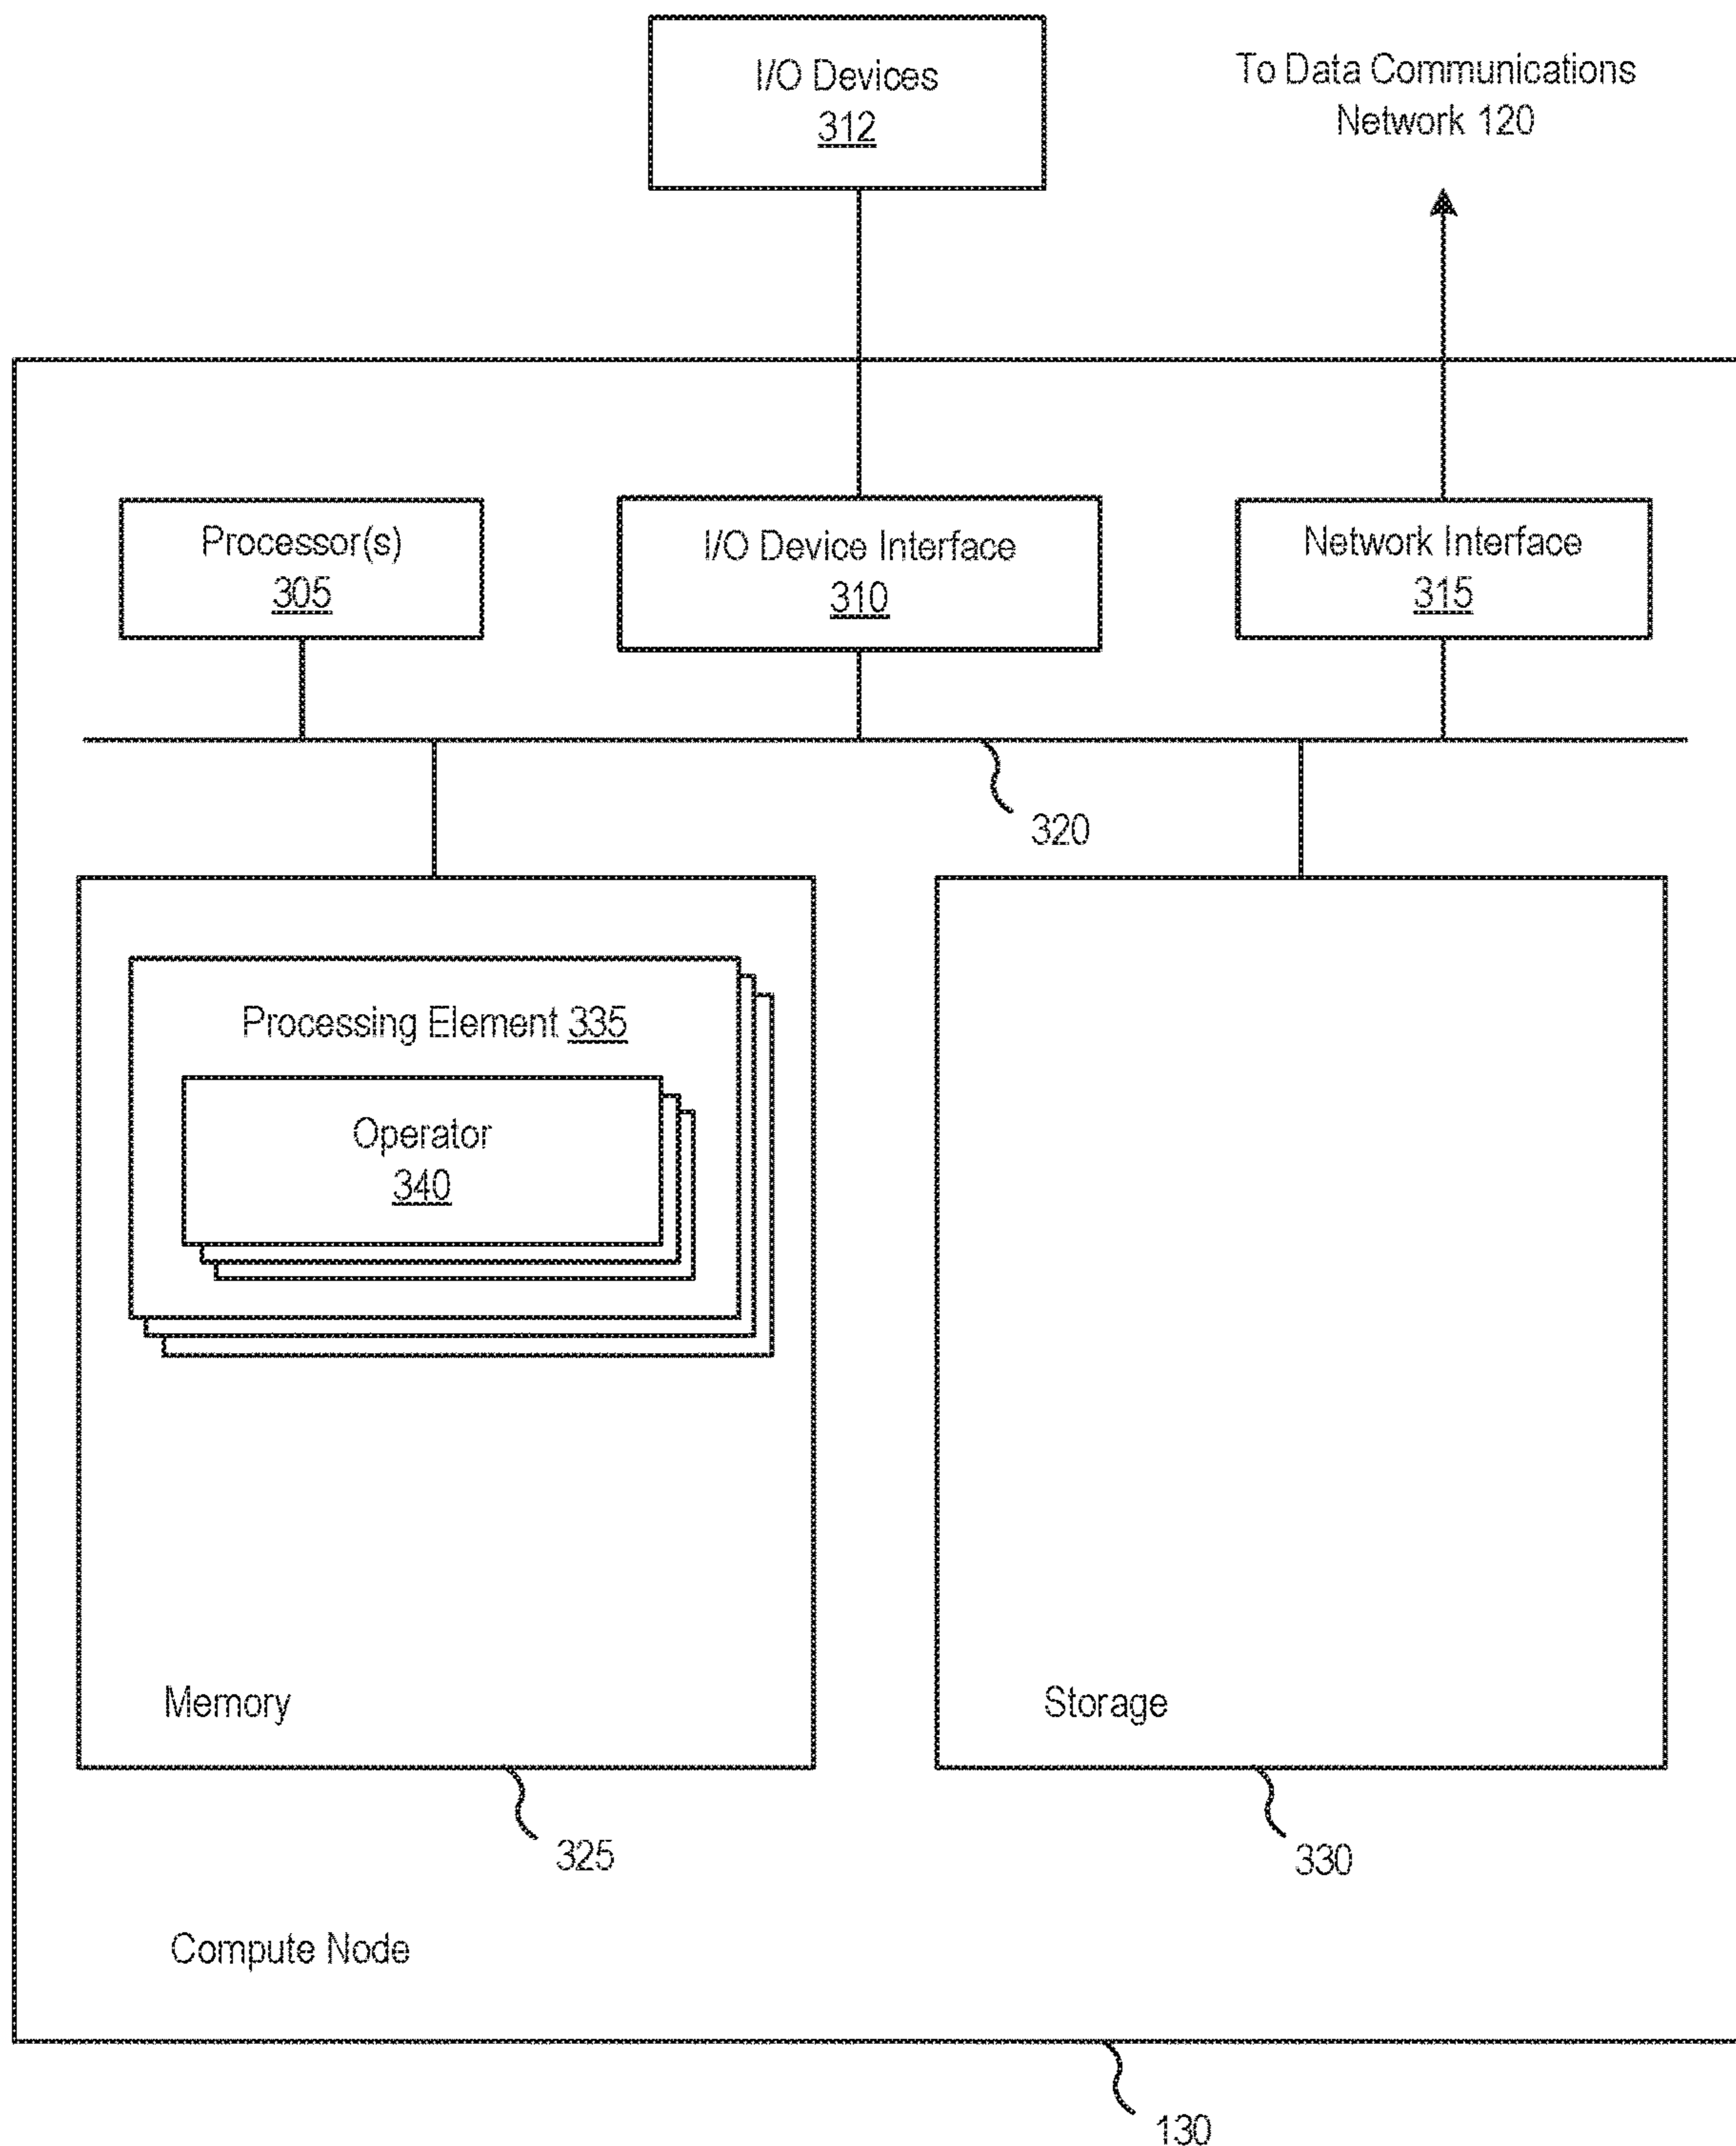 I/O Devices
312
To Data Communications
Network 120
Processor(s)
305
I/O Device Interface
310
Network Interface
315
320
Processing Element 335
Operator
340
Memory
Storage
325
330
Compute Node
130